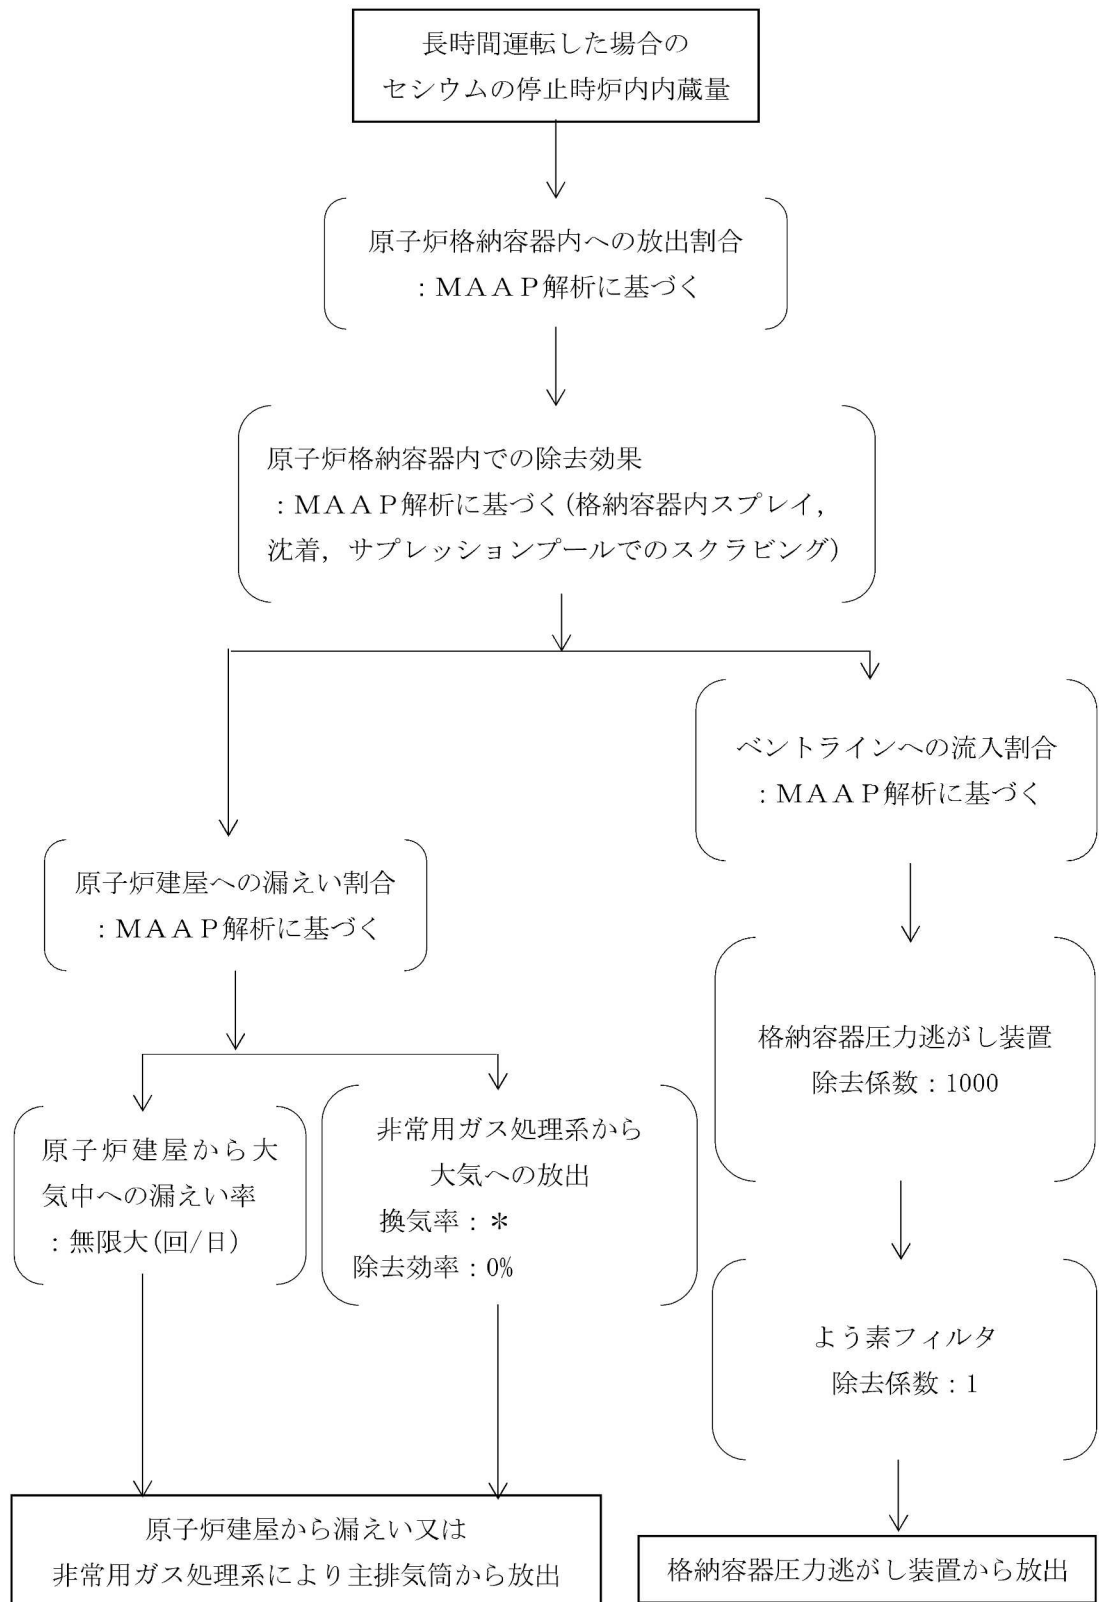 長時間運転した場合の
セシウムの停止時炉内内蔵量
原子炉格納容器内への放出割合
：ＭＡＡＰ解析に基づく
原子炉格納容器内での除去効果
：ＭＡＡＰ解析に基づく(格納容器内スプレイ，
沈着，サプレッションプールでのスクラビング)
ベントラインへの流入割合
：ＭＡＡＰ解析に基づく
原子炉建屋への漏えい割合
：ＭＡＡＰ解析に基づく
格納容器圧力逃がし装置
除去係数：1000
原子炉建屋から大
気中への漏えい率
：無限大(回/日)
非常用ガス処理系から
大気への放出
換気率：＊
除去効率：0%
よう素フィルタ
除去係数：1
原子炉建屋から漏えい又は
非常用ガス処理系により主排気筒から放出
格納容器圧力逃がし装置から放出